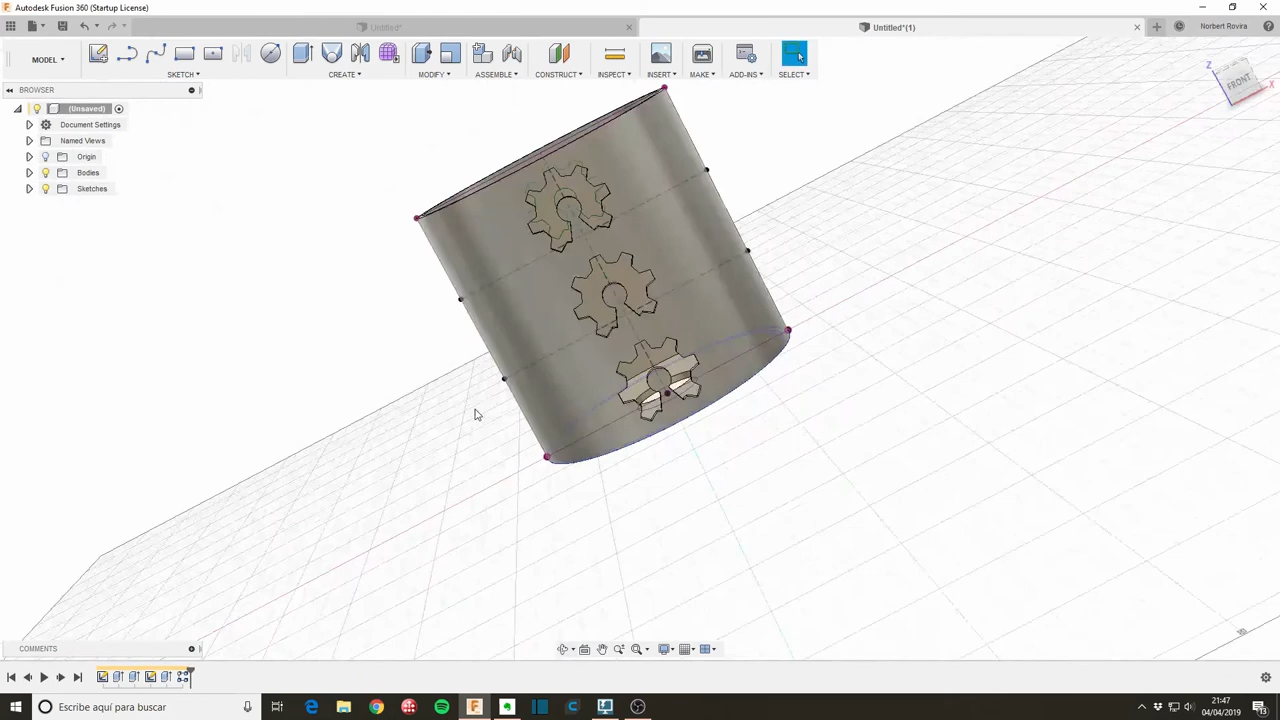 Autodesk Fusion 360 (Startup License)
Untitled*
Untitled*(1)
Norbert Rovira
MODEL
SKETCH
CREATE
MODIFY
ASSEMBLE
CONSTRUCT
INSPECT
INSERT
MAKE
ADD-INS
SELECT
BROWSER
(Unsaved)
Document Settings
Named Views
Origin
Bodies
Sketches
Z
FRONT
X
COMMENTS
Escribe aquí para buscar
21:47
04/04/2019
13